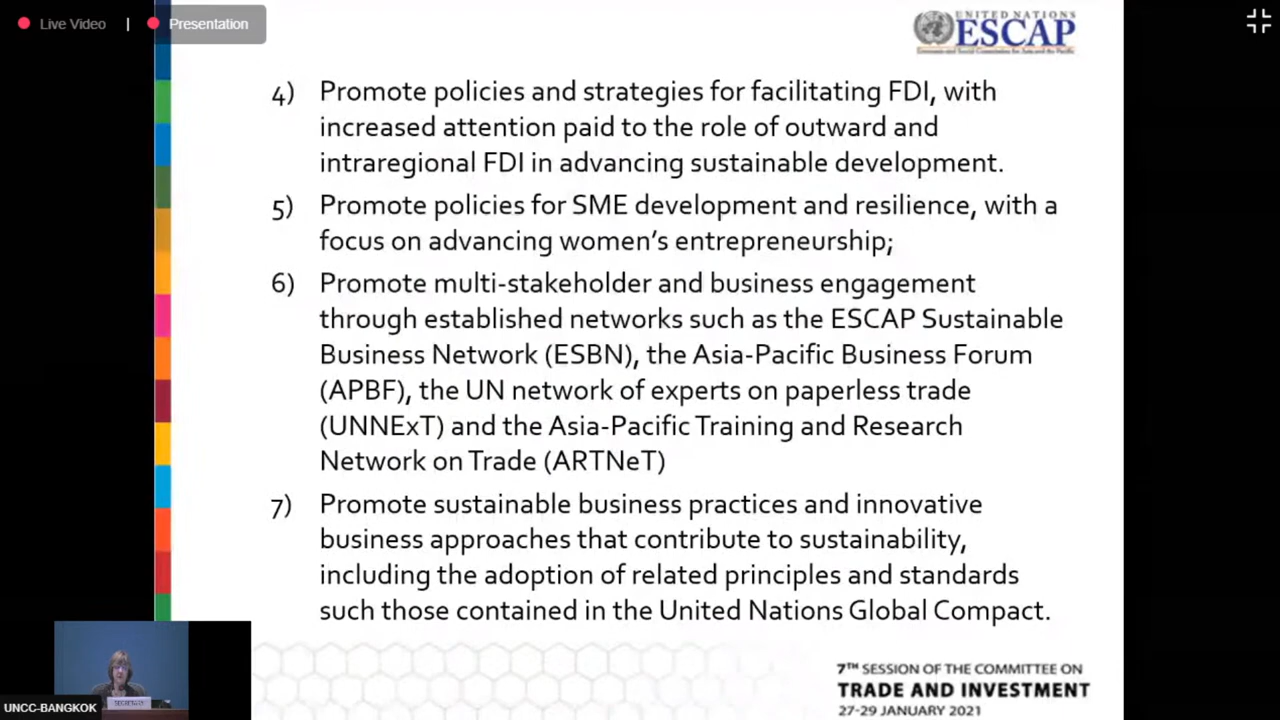 Live Video | Presentation
UNITED NATIONS
ESCAP
Economic and Social Commission for Asia and the Pacific
4) Promote policies and strategies for facilitating FDI, with
increased attention paid to the role of outward and
intraregional FDI in advancing sustainable development.
5) Promote policies for SME development and resilience, with a
focus on advancing women’s entrepreneurship;
6) Promote multi-stakeholder and business engagement
through established networks such as the ESCAP Sustainable
Business Network (ESBN), the Asia-Pacific Business Forum
(APBF), the UN network of experts on paperless trade
(UNNExT) and the Asia-Pacific Training and Research
Network on Trade (ARTNeT)
7) Promote sustainable business practices and innovative
business approaches that contribute to sustainability,
including the adoption of related principles and standards
such those contained in the United Nations Global Compact.
SECRETARY
UNCC-BANGKOK
7TH SESSION OF THE COMMITTEE ON
TRADE AND INVESTMENT
27-29 JANUARY 2021